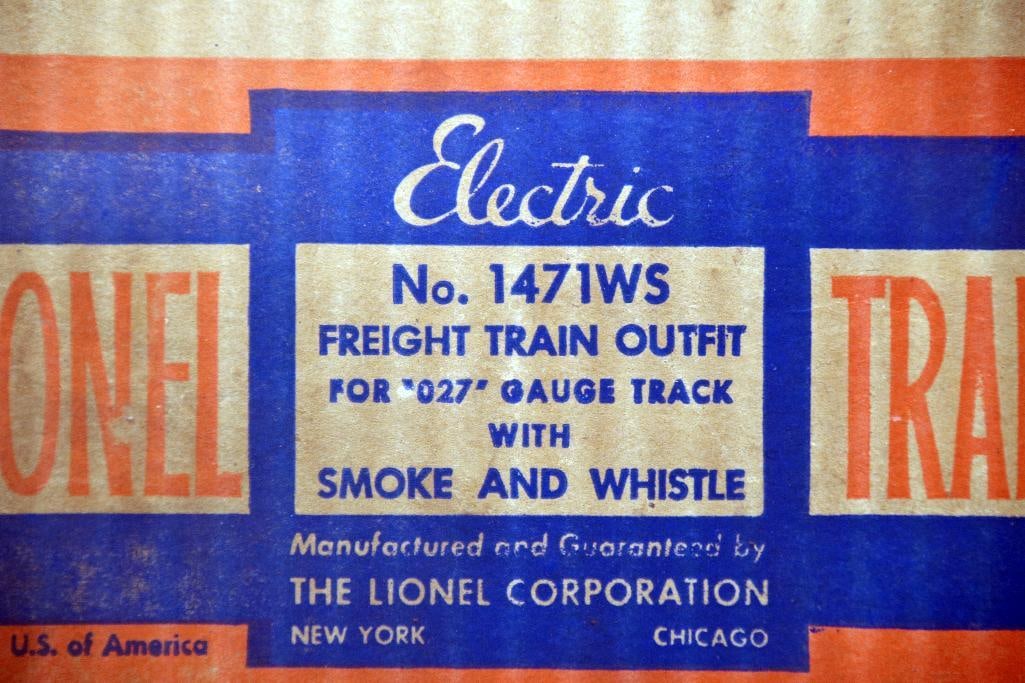 Electric
ONEL
No. 1471WS
FREIGHT TRAIN OUTFIT
FOR "027" GAUGE TRACK
WITH
SMOKE AND WHISTLE
TRAI
Manufactured and Guaranteed by
THE LIONEL CORPORATION
NEW YORK CHICAGO
U.S. of America